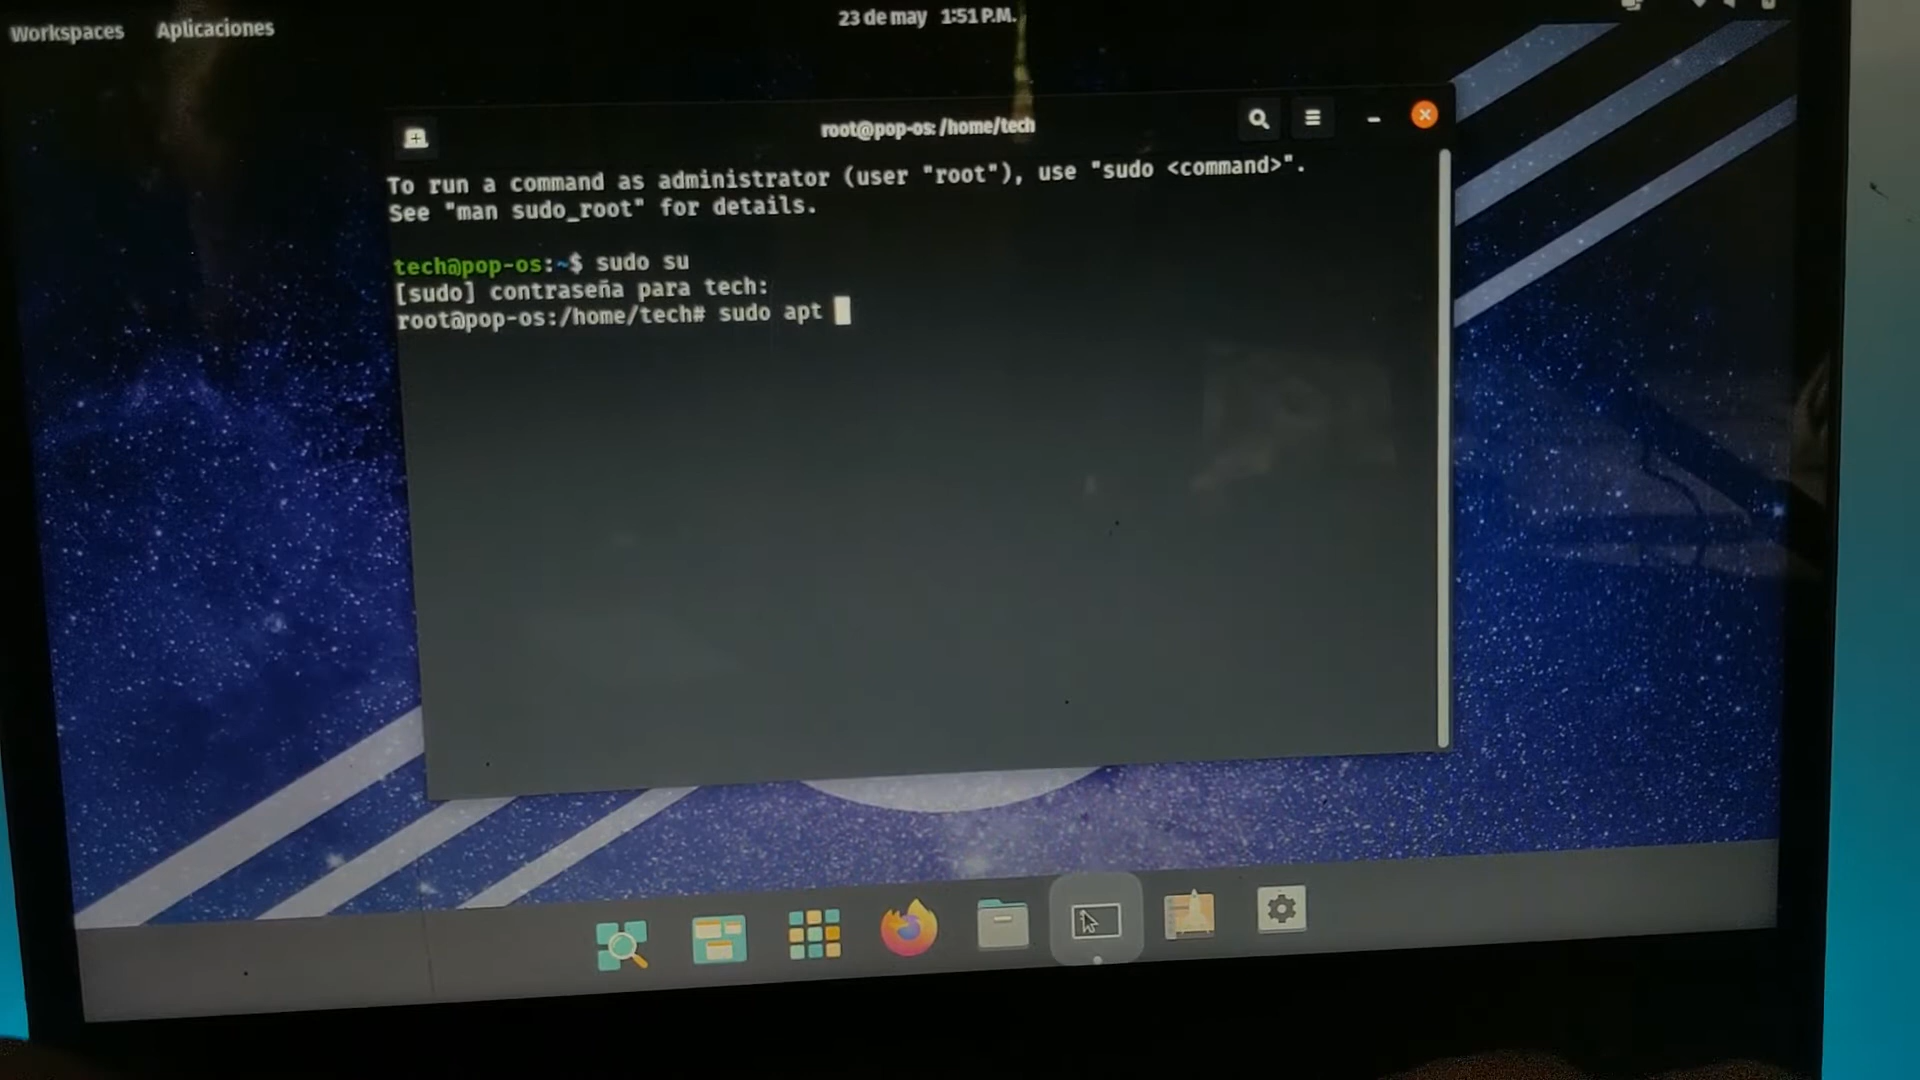 Workspaces Aplicaciones 23 de may 1:51 P.M.
root@pop-os: /home/tech
To run a command as administrator (user "root"), use "sudo <command>".
See "man sudo_root" for details.
tech@pop-os:~$ sudo su
[sudo] contraseña para tech:
root@pop-os:/home/tech# sudo apt